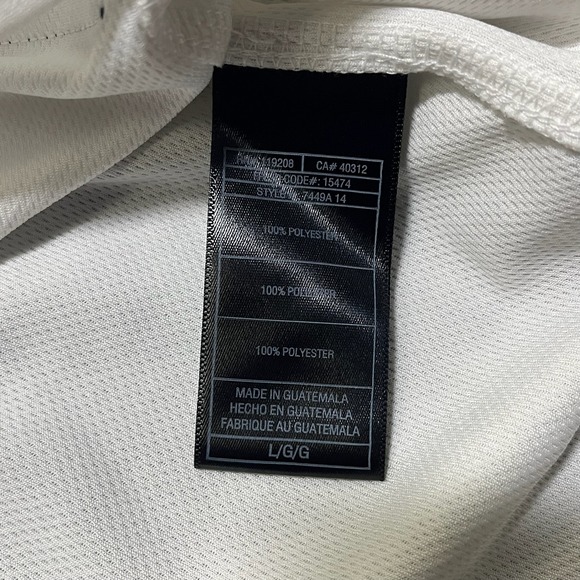 119208 CA# 40312
CODE#: 15474
STYLE 7449A 14
100% POLYESTER
100% POLYESTER
100% POLYESTER
MADE IN GUATEMALA
HECHO EN GUATEMALA
FABRIQUE AU GUATEMALA
L/G/G